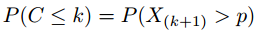 P(C ≤ k) = P(X_{(k+1)} > p)